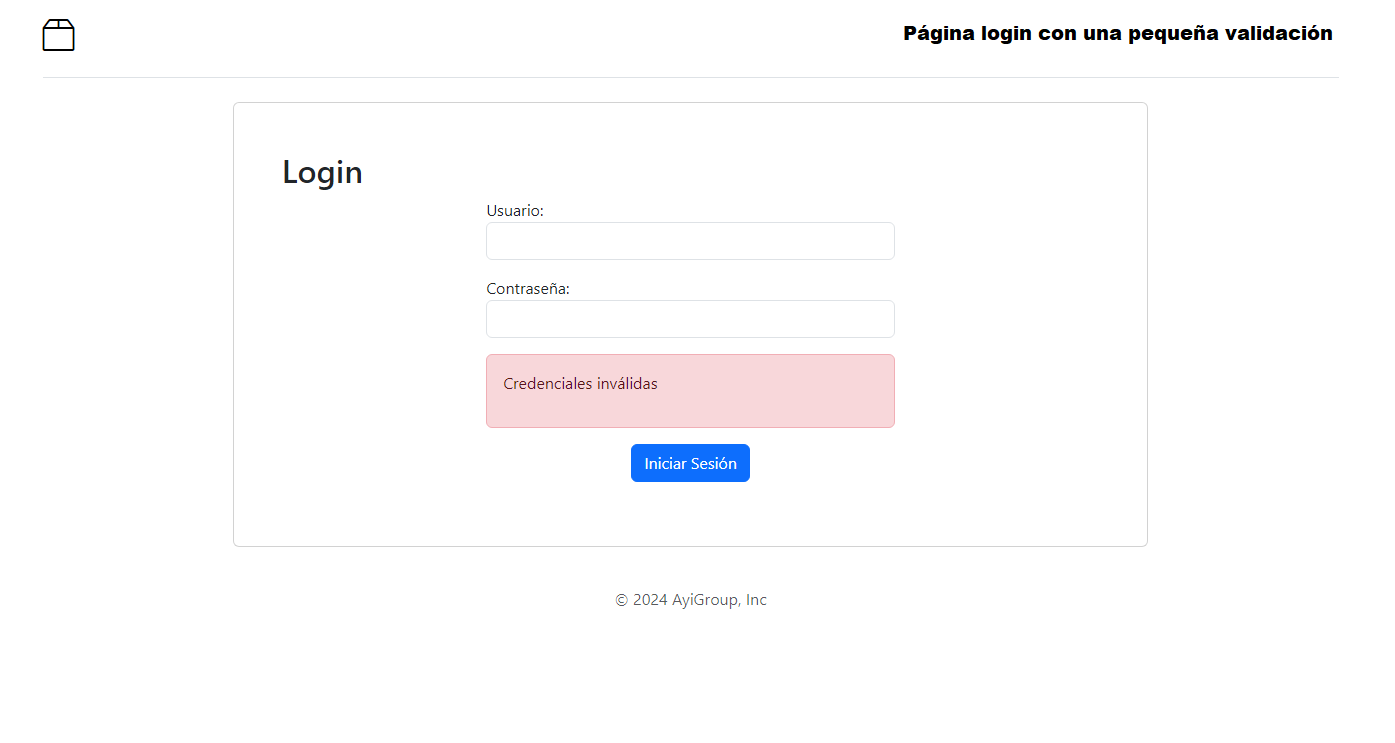 Página login con una pequeña validación
Login
Usuario:
Contraseña:
Credenciales inválidas
Iniciar Sesión
© 2024 AyiGroup, Inc